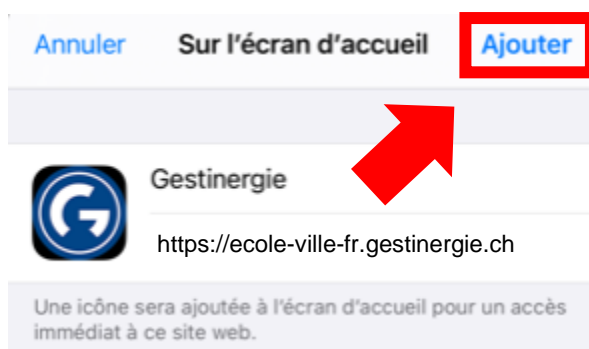 Annuler Sur l'écran d'accueil Ajouter
G
Gestinergie
https://ecole-ville-fr.gestinergie.ch
Une icône sera ajoutée à l'écran d'accueil pour un accès
immédiat à ce site web.